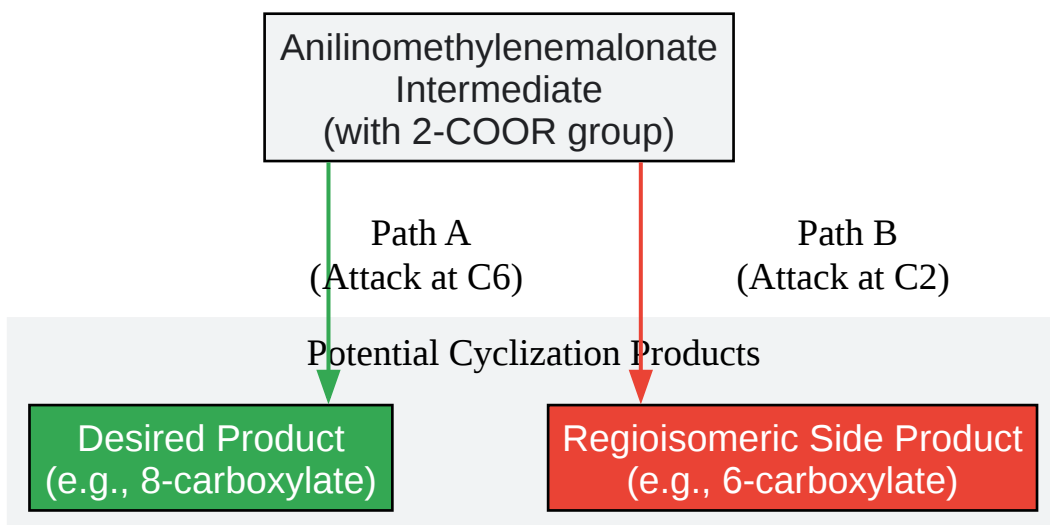 Anilinomethylenemalonate
Intermediate
(with 2-COOR group)
Path A
(Attack at C6)
Path B
(Attack at C2)
Potential Cyclization Products
Desired Product
(e.g., 8-carboxylate)
Regioisomeric Side Product
(e.g., 6-carboxylate)